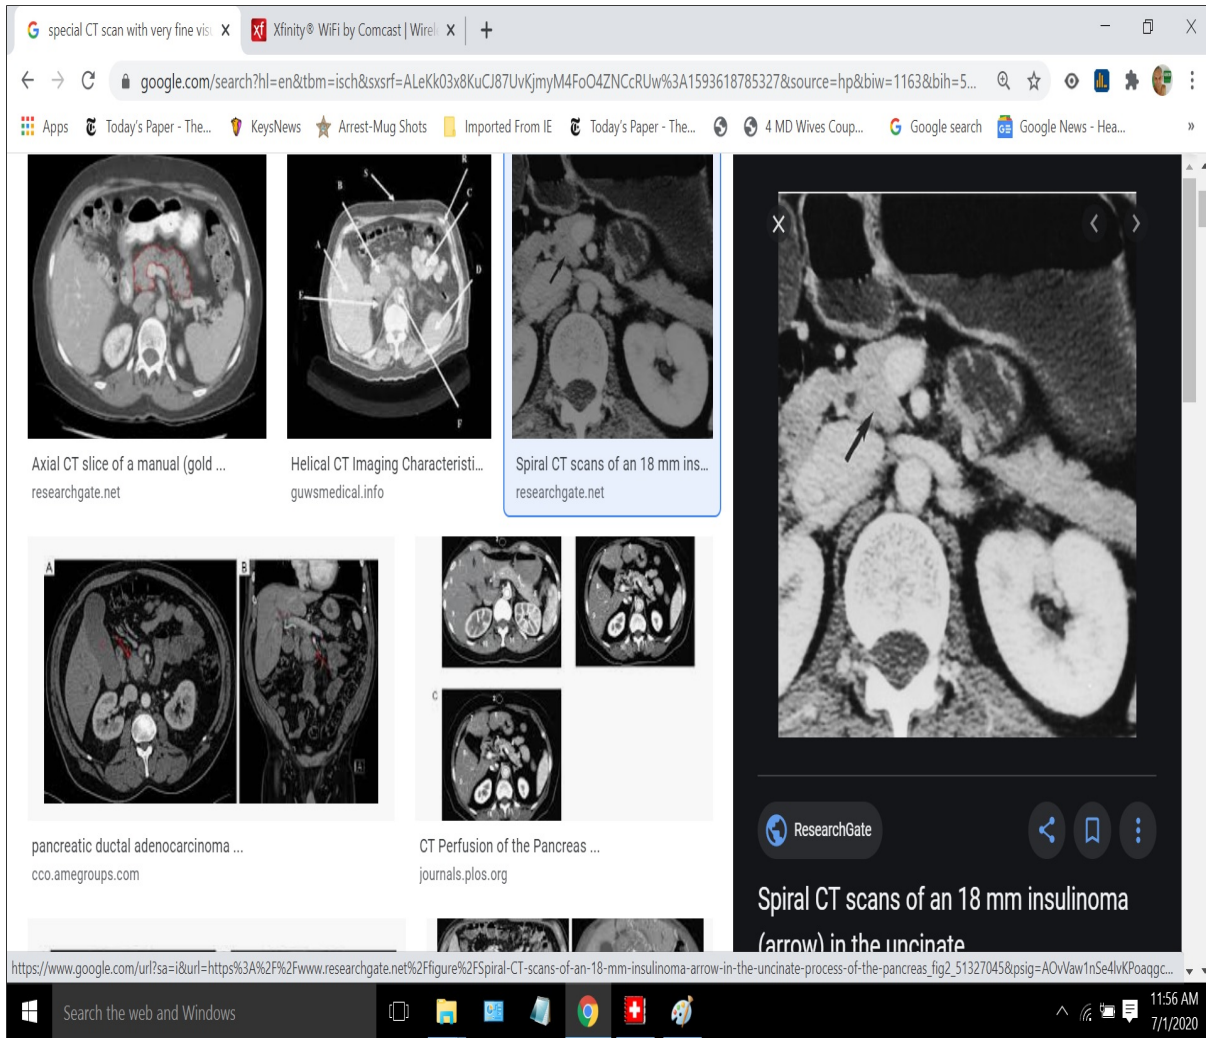 special CT scan with very fine visu
Xfinity® WiFi by Comcast | Wirel
google.com/search?hl=en&tbm=isch&sxsrf=ALeKk03x8KuCJ87UvKjmyM4FoO4ZNCcRUw%3A1593618785327&source=hp&biw=1163&bih=5...
Apps
Today's Paper - The...
KeysNews
Arrest-Mug Shots
Imported From IE
Today's Paper - The...
4 MD Wives Coup...
Google search
Google News - Hea...
S
R
B
C
A
D
E
F
Axial CT slice of a manual (gold ...
researchgate.net
Helical CT Imaging Characteristi...
guwsmedical.info
Spiral CT scans of an 18 mm ins...
researchgate.net
A
B
C
pancreatic ductal adenocarcinoma ...
cco.amegroups.com
CT Perfusion of the Pancreas ...
journals.plos.org
ResearchGate
Spiral CT scans of an 18 mm insulinoma
(arrow) in the uncinate
https://www.google.com/url?sa=i&url=https%3A%2F%2Fwww.researchgate.net%2Ffigure%2FSpiral-CT-scans-of-an-18-mm-insulinoma-arrow-in-the-uncinate-process-of-the-pancreas_fig2_51327045&psig=AOvVaw1nSe4lvKPoaqgc...
Search the web and Windows
11:56 AM
7/1/2020